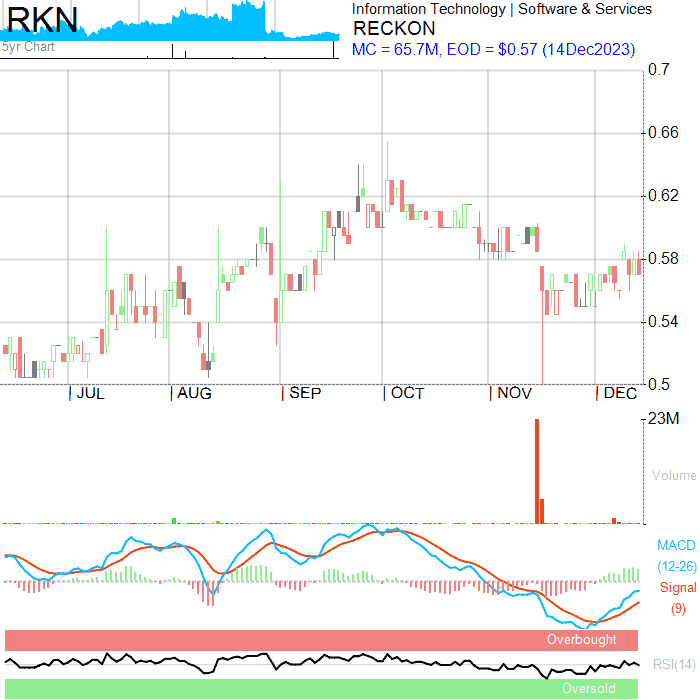 RKN
5yr Chart
Information Technology | Software & Services
RECKON
MC = 65.7M, EOD = $0.57 (14Dec2023)
0.7
0.66
0.62
0.58
0.54
0.5
JUL AUG SEP OCT NOV DEC
23M
Volume
MACD
(12-26)
Signal
(9)
Overbought
RSI(14)
Oversold